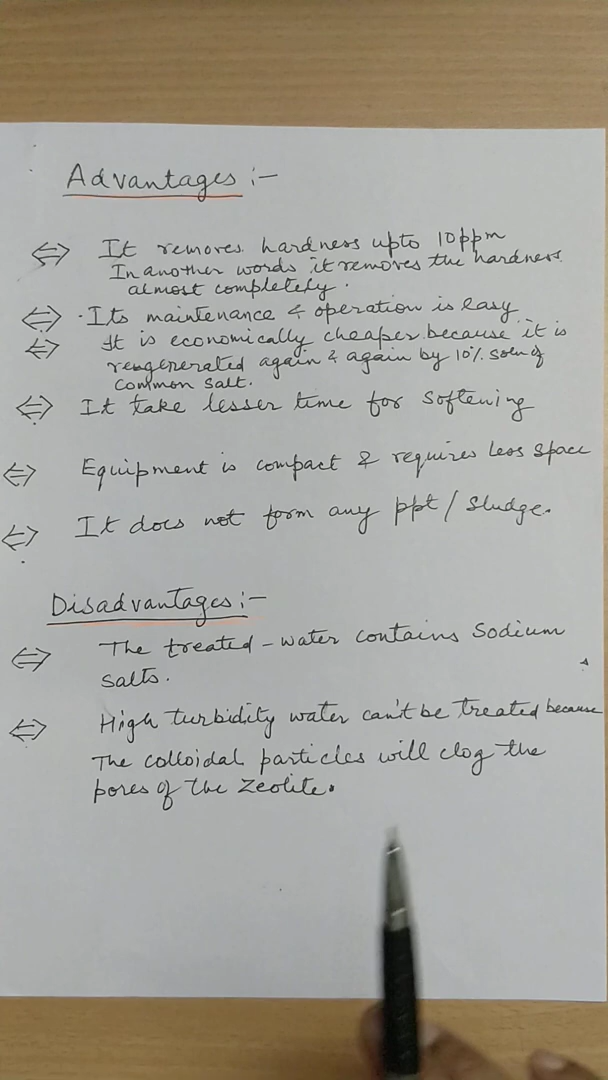 Advantages :-
⇔ It removes hardness upto 10ppm
In another words it removes the hardness
almost completely.
⇔ Its maintenance & operation is easy
⇔ It is economically cheaper because it is
regenerated again & again by 10% soln of
common salt.
⇔ It take lesser time for softening
⇔ Equipment is compact & requires less space
⇔ It does not form any ppt / sludge.
Disadvantages :-
⇔ The treated-water contains Sodium
Salts.
⇔ High turbidity water can't be treated because
The colloidal particles will clog the
pores of the Zeolite.